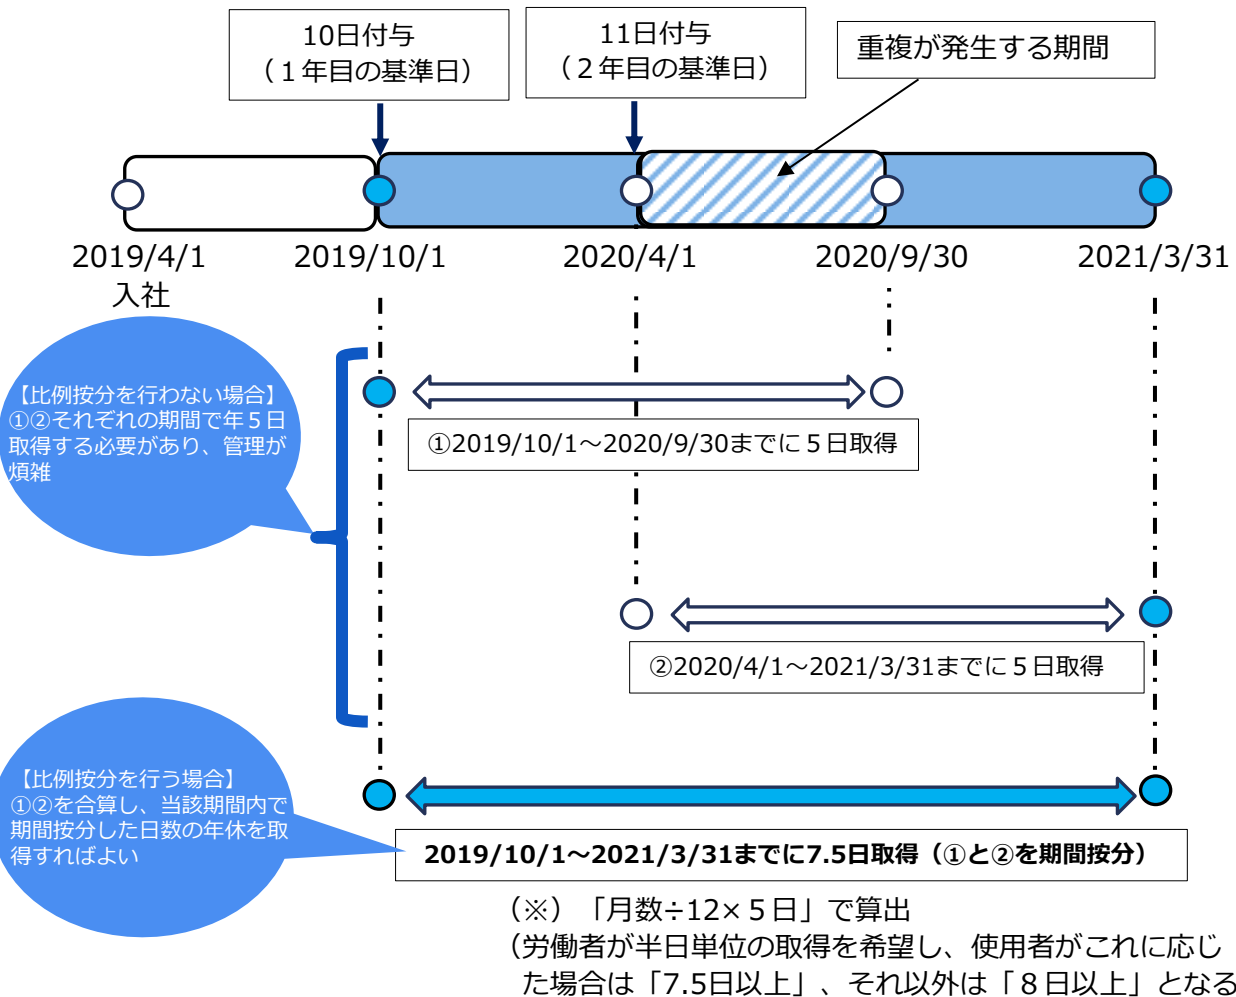 10日付与
（１年目の基準日）
11日付与
（２年目の基準日）
重複が発生する期間
2019/4/1
入社
2019/10/1
2020/4/1
2020/9/30
2021/3/31
【比例按分を行わない場合】
①②それぞれの期間で年５日
取得する必要があり、管理が
煩雑
①2019/10/1～2020/9/30までに５日取得
②2020/4/1～2021/3/31までに５日取得
【比例按分を行う場合】
①②を合算し、当該期間内で
期間按分した日数の年休を取
得すればよい
2019/10/1～2021/3/31までに7.5日取得（①と②を期間按分）
（※）「月数÷12×５日」で算出
（労働者が半日単位の取得を希望し、使用者がこれに応じ
た場合は「7.5日以上」、それ以外は「８日以上」となる